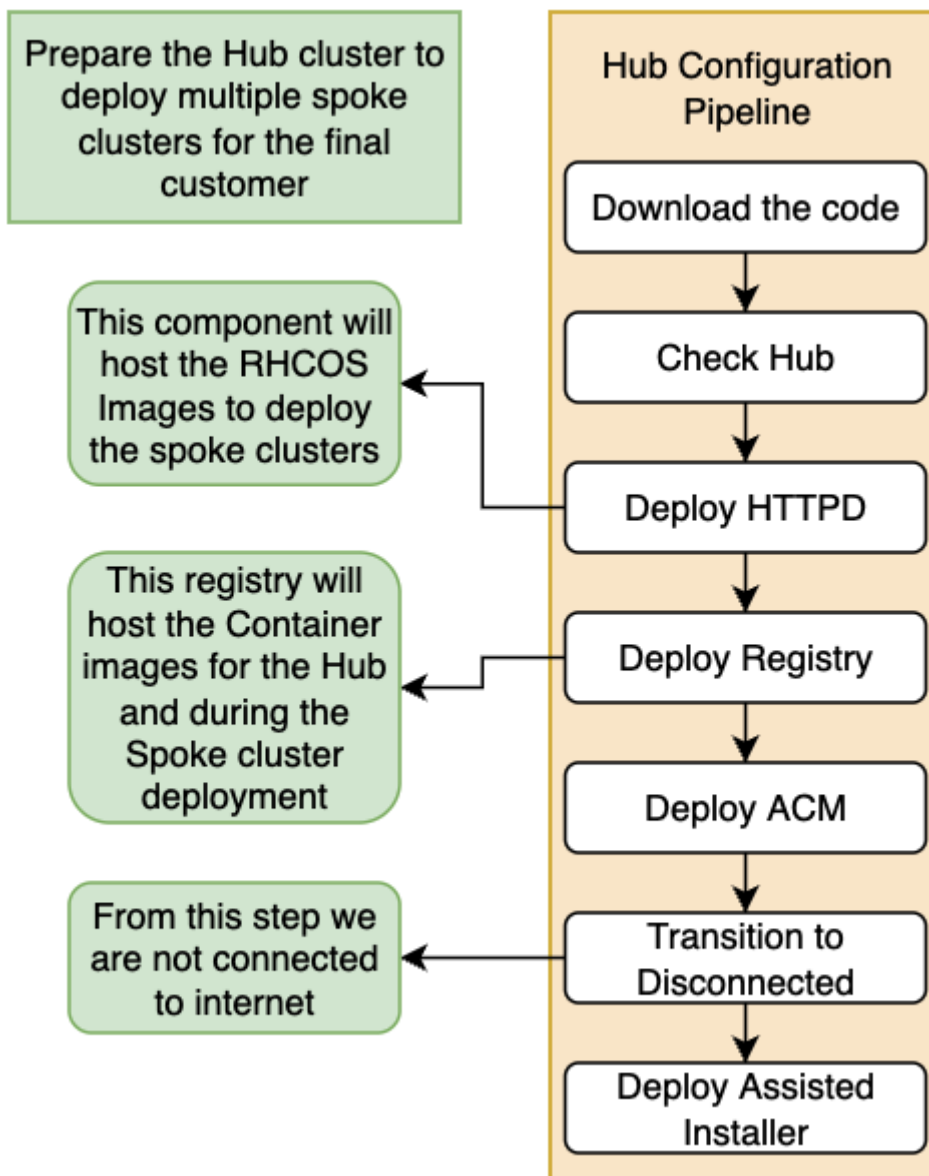 Prepare the Hub cluster to
deploy multiple spoke
clusters for the final
customer
Hub Configuration
Pipeline
Download the code
Check Hub
This component will
host the RHCOS
Images to deploy
the spoke clusters
Deploy HTTPD
This registry will
host the Container
images for the Hub
and during the
Spoke cluster
deployment
Deploy Registry
Deploy ACM
From this step we
are not connected
to internet
Transition to
Disconnected
Deploy Assisted
Installer